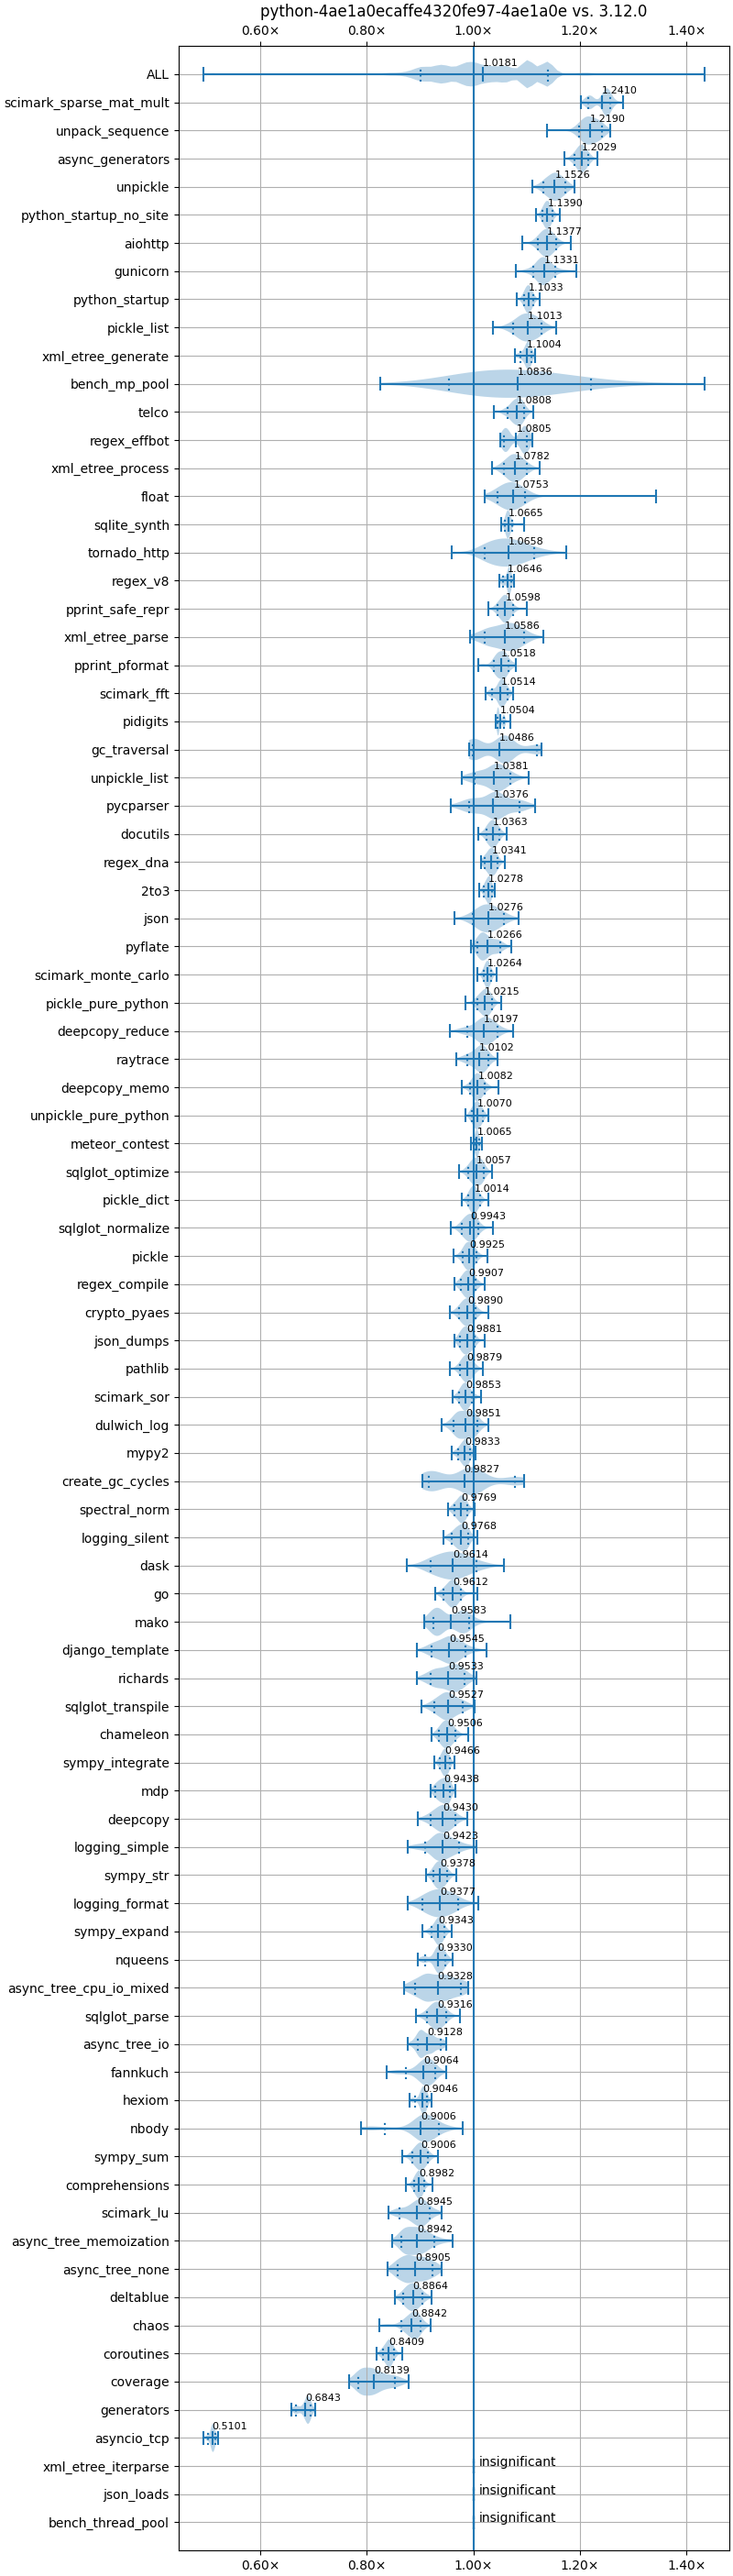 python-4ae1a0ecaffe4320fe97-4ae1a0e vs. 3.12.0
0.60× 0.80× 1.00× 1.20× 1.40×
ALL 1.0181
scimark_sparse_mat_mult 1.2410
unpack_sequence 1.2190
async_generators 1.2029
unpickle 1.1526
python_startup_no_site 1.1390
aiohttp 1.1377
gunicorn 1.1331
python_startup 1.1033
pickle_list 1.1013
xml_etree_generate 1.1004
bench_mp_pool 1.0836
telco 1.0808
regex_effbot 1.0805
xml_etree_process 1.0782
float 1.0753
sqlite_synth 1.0665
tornado_http 1.0658
regex_v8 1.0646
pprint_safe_repr 1.0598
xml_etree_parse 1.0586
pprint_pformat 1.0518
scimark_fft 1.0514
pidigits 1.0504
gc_traversal 1.0486
unpickle_list 1.0381
pycparser 1.0376
docutils 1.0363
regex_dna 1.0341
2to3 1.0278
json 1.0276
pyflate 1.0266
scimark_monte_carlo 1.0264
pickle_pure_python 1.0215
deepcopy_reduce 1.0197
raytrace 1.0102
deepcopy_memo 1.0082
unpickle_pure_python 1.0070
meteor_contest 1.0065
sqlglot_optimize 1.0057
pickle_dict 1.0014
sqlglot_normalize 0.9943
pickle 0.9925
regex_compile 0.9907
crypto_pyaes 0.9890
json_dumps 0.9881
pathlib 0.9879
scimark_sor 0.9853
dulwich_log 0.9851
mypy2 0.9833
create_gc_cycles 0.9827
spectral_norm 0.9769
logging_silent 0.9768
dask 0.9614
go 0.9612
mako 0.9583
django_template 0.9545
richards 0.9533
sqlglot_transpile 0.9527
chameleon 0.9506
sympy_integrate 0.9466
mdp 0.9438
deepcopy 0.9430
logging_simple 0.9423
sympy_str 0.9378
logging_format 0.9377
sympy_expand 0.9343
nqueens 0.9330
async_tree_cpu_io_mixed 0.9328
sqlglot_parse 0.9316
async_tree_io 0.9128
fannkuch 0.9064
hexiom 0.9046
nbody 0.9006
sympy_sum 0.9006
comprehensions 0.8982
scimark_lu 0.8945
async_tree_memoization 0.8942
async_tree_none 0.8905
deltablue 0.8864
chaos 0.8842
coroutines 0.8409
coverage 0.8139
generators 0.6843
asyncio_tcp 0.5101
xml_etree_iterparse insignificant
json_loads insignificant
bench_thread_pool insignificant
0.60× 0.80× 1.00× 1.20× 1.40×